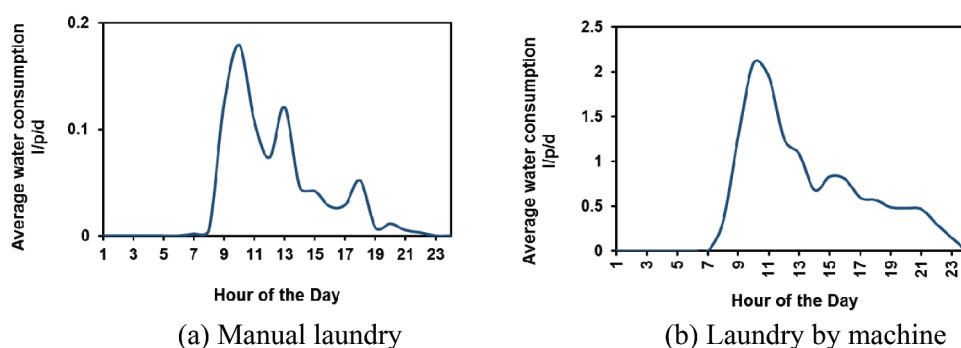 Average water consumption
l/p/d
0.2
0.1
0
1 3 5 7 9 11 13 15 17 19 21 23
Hour of the Day
(a) Manual laundry
Average water consumption
l/p/d
2.5
2
1.5
1
0.5
0
1 3 5 7 9 11 13 15 17 19 21 23
Hour of the Day
(b) Laundry by machine